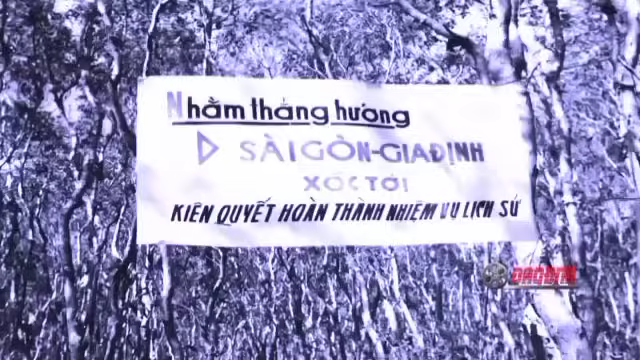 Nhằm thẳng hướng
SÀI GÒN-GIA ĐỊNH
XỐC TỚI
KIÊN QUYẾT HOÀN THÀNH NHIỆM VỤ LỊCH SỬ